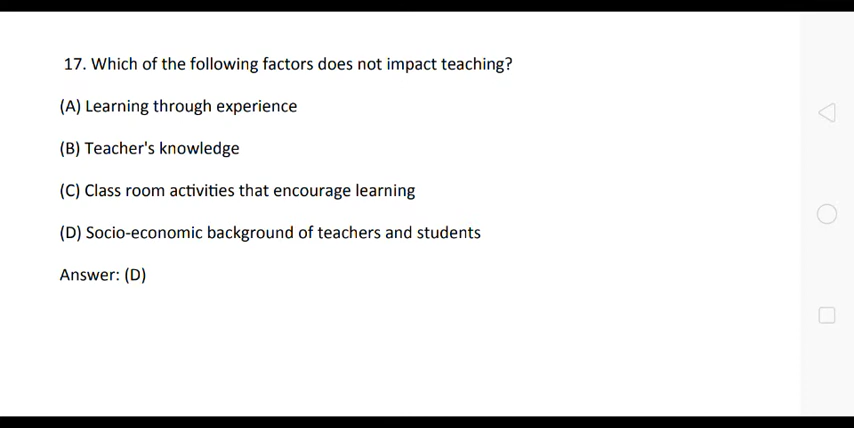 17. Which of the following factors does not impact teaching?
(A) Learning through experience
(B) Teacher's knowledge
(C) Class room activities that encourage learning
(D) Socio-economic background of teachers and students
Answer: (D)